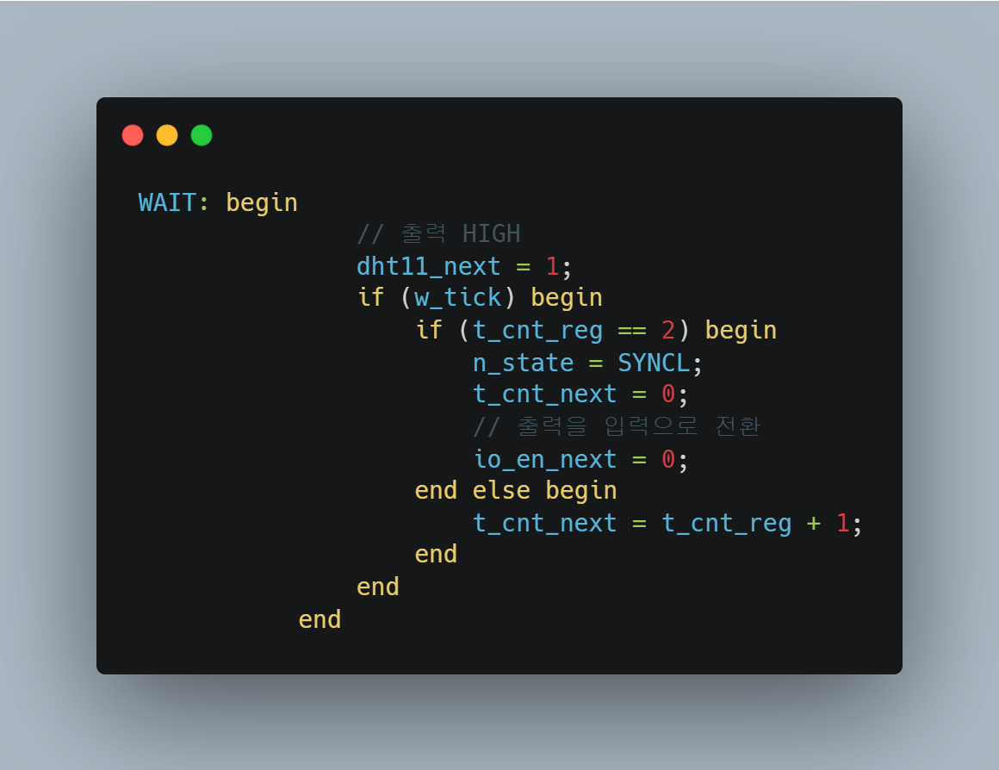 WAIT: begin
// 출력 HIGH
dht11_next = 1;
if (w_tick) begin
if (t_cnt_reg == 2) begin
n_state = SYNCL;
t_cnt_next = 0;
// 출력을 입력으로 전환
io_en_next = 0;
end else begin
t_cnt_next = t_cnt_reg + 1;
end
end
end